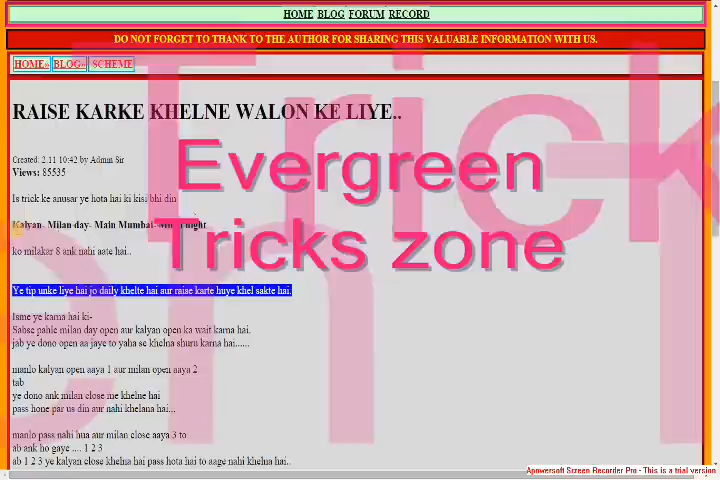 HOME BLOG FORUM RECORD
DO NOT FORGET TO THANK TO THE AUTHOR FOR SHARING THIS VALUABLE INFORMATION WITH US.
HOME» BLOG» SCHEME
RAISE KARKE KHELNE WALON KE LIYE..
Created: 2.11 10:42 by Admin Sir
Views: 85535
Evergreen
Is trick ke anusar ye hota hai ki kisi bhi din
Kalyan- Milan day- Main Mumbai- Milan night
Tricks zone
ko milakar 8 ank nahi aate hai..
Ye tip unke liye hai jo daily khelte hai aur raise karte huye khel sakte hai.
Isme ye karna hai ki-
Sabse pahle milan day open aur kalyan open ka wait karna hai.
jab ye dono open aa jaye to yaha se khelna shuru karna hai......
manlo kalyan open aaya 1 aur milan open aaya 2
tab
ye dono ank milan close me khelne hai
pass hone par us din aur nahi khelana hai...
manlo pass nahi hua aur milan close aaya 3 to
ab ank ho gaye .... 1 2 3
ab 1 2 3 ye kalyan close khelna hai pass hota hai to aage nahi khelna hai..
Apowersoft Screen Recorder Pro - This is a trial version